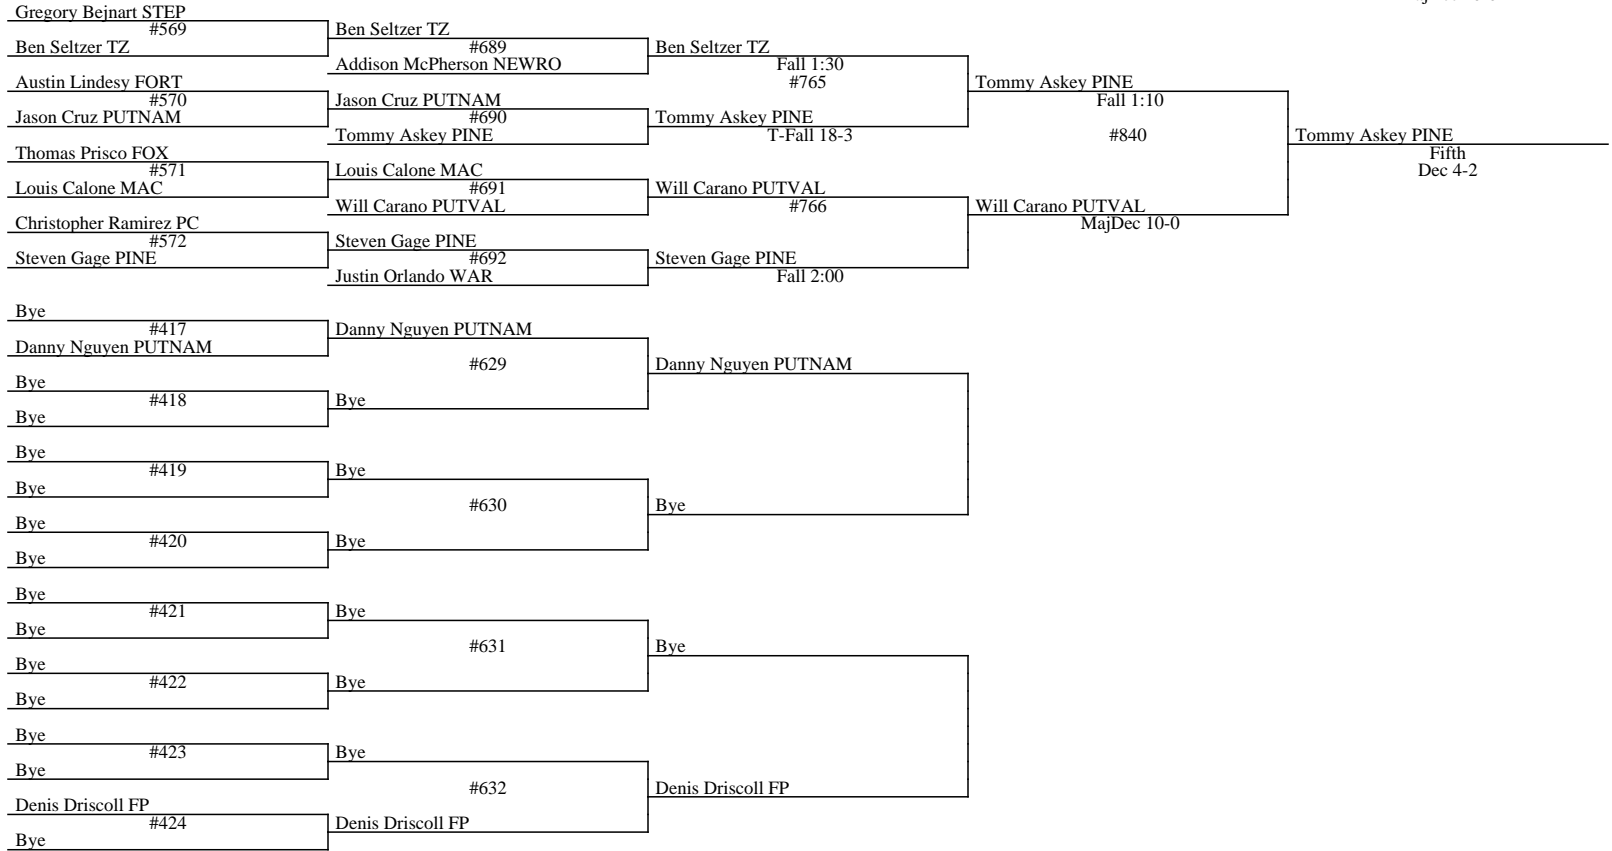 Gregory Bejnart STEP
#569
Ben Seltzer TZ
Ben Seltzer TZ
#689
Addison McPherson NEWRO
Ben Seltzer TZ
Fall 1:30
#765
Austin Lindesy FORT
#570
Jason Cruz PUTNAM
Jason Cruz PUTNAM
#690
Tommy Askey PINE
Tommy Askey PINE
T-Fall 18-3
Tommy Askey PINE
Fall 1:10
#840
Tommy Askey PINE
Fifth
Dec 4-2
Thomas Prisco FOX
#571
Louis Calone MAC
Louis Calone MAC
#691
Will Carano PUTVAL
Will Carano PUTVAL
#766
Will Carano PUTVAL
MajDec 10-0
Christopher Ramirez PC
#572
Steven Gage PINE
Steven Gage PINE
#692
Justin Orlando WAR
Steven Gage PINE
Fall 2:00
Bye
#417
Danny Nguyen PUTNAM
Danny Nguyen PUTNAM
#629
Danny Nguyen PUTNAM
Bye
#418
Bye
Bye
Bye
#419
Bye
Bye
#630
Bye
Bye
#420
Bye
Bye
Bye
#421
Bye
Bye
#631
Bye
Bye
#422
Bye
Bye
Bye
#423
Bye
Bye
#632
Denis Driscoll FP
Denis Driscoll FP
#424
Bye
Denis Driscoll FP